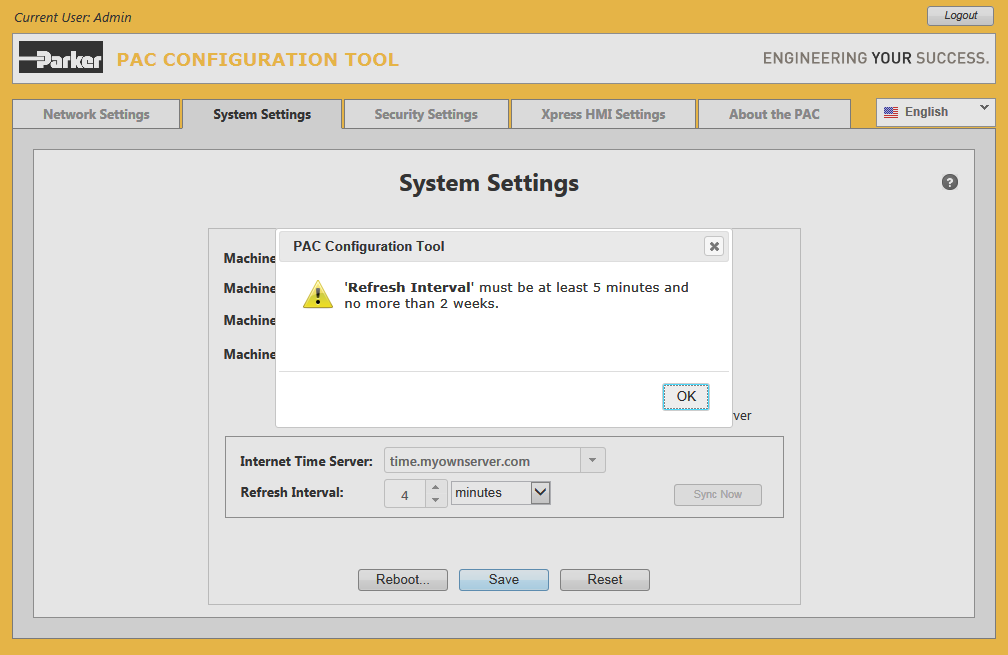 Current User: Admin
Logout
Parker
PAC CONFIGURATION TOOL
ENGINEERING YOUR SUCCESS.
Network Settings
System Settings
Security Settings
Xpress HMI Settings
About the PAC
English
System Settings
?
PAC Configuration Tool
Machine
'Refresh Interval' must be at least 5 minutes and
Machine
no more than 2 weeks.
Machine
Machine
OK
ver
Internet Time Server: time.myownserver.com
Refresh Interval: 4 minutes
Sync Now
Reboot... Save Reset